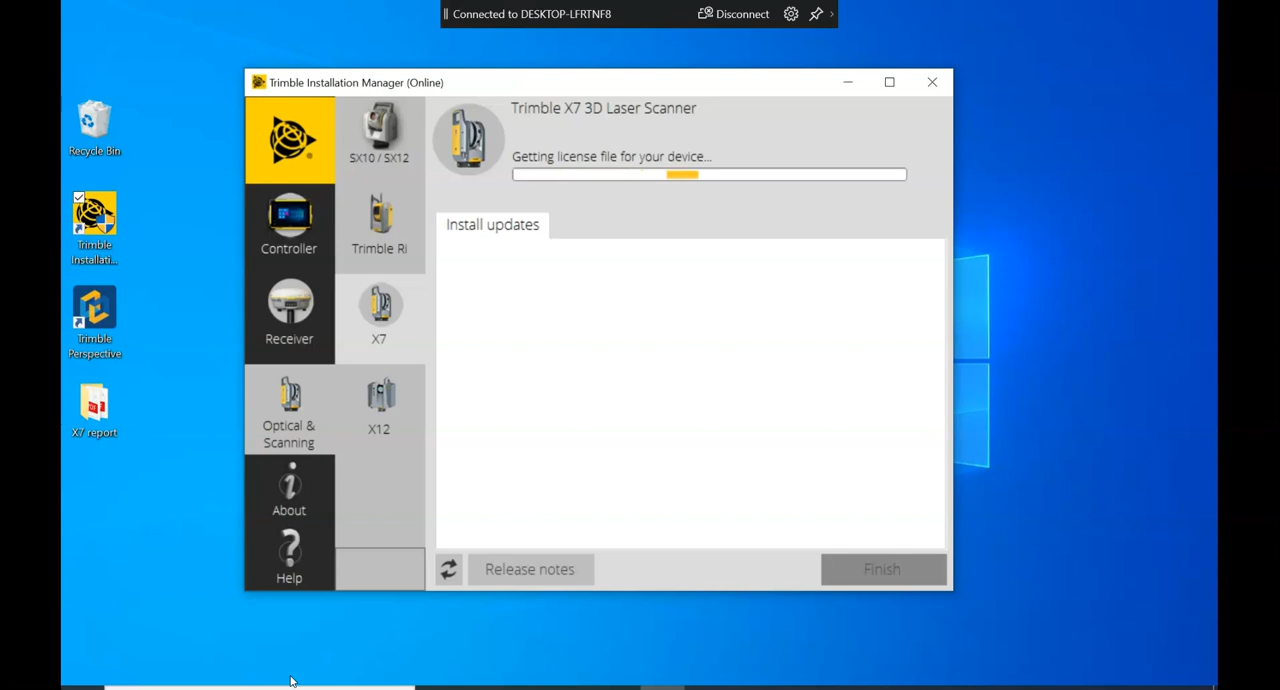 Connected to DESKTOP-LFRTNF8
Disconnect
Trimble Installation Manager (Online)
Recycle Bin
Trimble
Installati...
Trimble
Perspective
X7 report
Controller
Receiver
Optical &
Scanning
About
Help
SX10 / SX12
Trimble Ri
X7
X12
Trimble X7 3D Laser Scanner
Getting license file for your device...
Install updates
Release notes
Finish